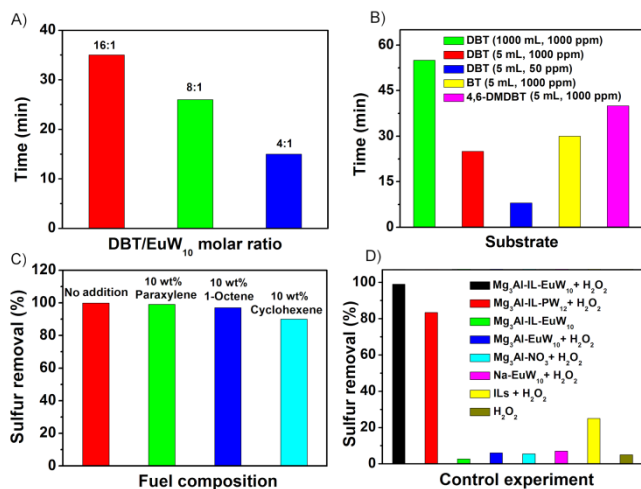 A)
40
30
20
10
0
Time (min)
16:1
8:1
4:1
DBT/EuW10 molar ratio
B)
60
45
30
15
0
Time (min)
DBT (1000 mL, 1000 ppm)
DBT (5 mL, 1000 ppm)
DBT (5 mL, 50 ppm)
BT (5 mL, 1000 ppm)
4,6-DMDBT (5 mL, 1000 ppm)
Substrate
C)
120
100
80
60
40
20
0
Sulfur removal (%)
No addition
10 wt%
Paraxylene
10 wt%
1-Octene
10 wt%
Cyclohexene
Fuel composition
D)
100
80
60
40
20
0
Sulfur removal (%)
Mg3Al-IL-EuW10 + H2O2
Mg3Al-IL-PW12 + H2O2
Mg3Al-IL-EuW10
Mg3Al-EuW10 + H2O2
Mg3Al-NO3 + H2O2
Na-EuW10 + H2O2
ILs + H2O2
H2O2
Control experiment